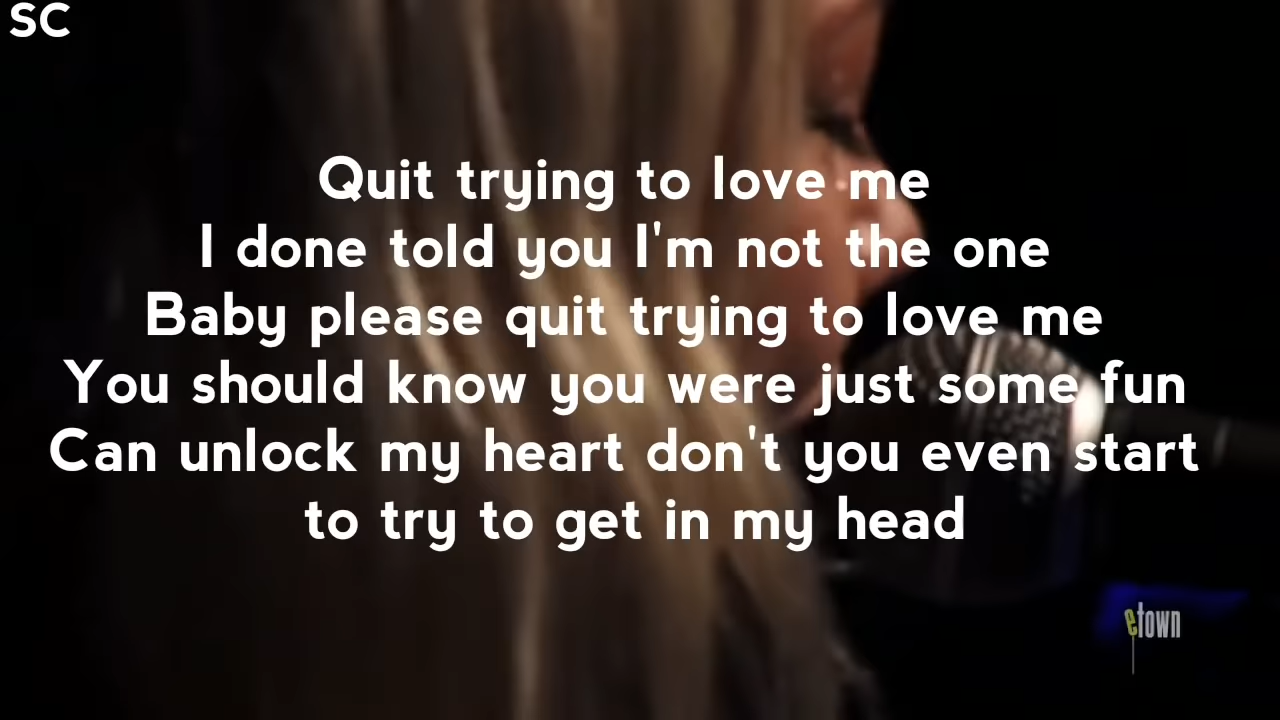 SC
Quit trying to love me
I done told you I'm not the one
Baby please quit trying to love me
You should know you were just some fun
Can unlock my heart don't you even start
to try to get in my head
etown